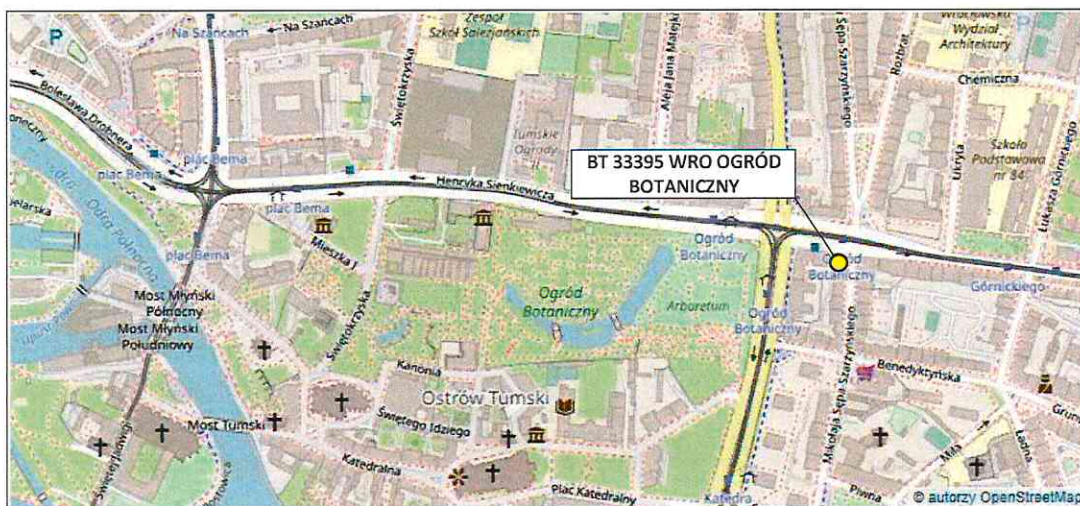 Na Szańcach
Na Szańcach
Zespół
Szkół Salezjańskich
Świętokrzyska
Aleja Jana Matejki
Sępa-Szarzyńskiego
Rozbrat
Wrocławska
Wydział
Architektury
Chemiczna
P
Bolesława Drobnera
plac Bema
plac Bema
Tumskie
Ogrody
II
BT 33395 WRO OGRÓD
BOTANICZNY
Ukryta
Szkoła
Podstawowa
nr 84
Łukasza Górnickiego
Henryka Sienkiewicza
plac Bema
Odra Północna
Mieszka I
plac Bema
Ogród
Botaniczny
Ogród
Botaniczny
Górnickiego
Most Młyński
Północny
Most Młyński
Południowy
Świętokrzyska
Ogród
Botaniczny
Arboretum
Ogród
Botaniczny
Kanonia
Benedyktyńska
Ostrów Tumski
Świętego Idziego
Most Tumski
Katedralna
Plac Katedralny
Katedra
Mikołaja Sępa-Szarzyńskiego
Miła
Ładna
Piwna
© autorzy OpenStreetMap